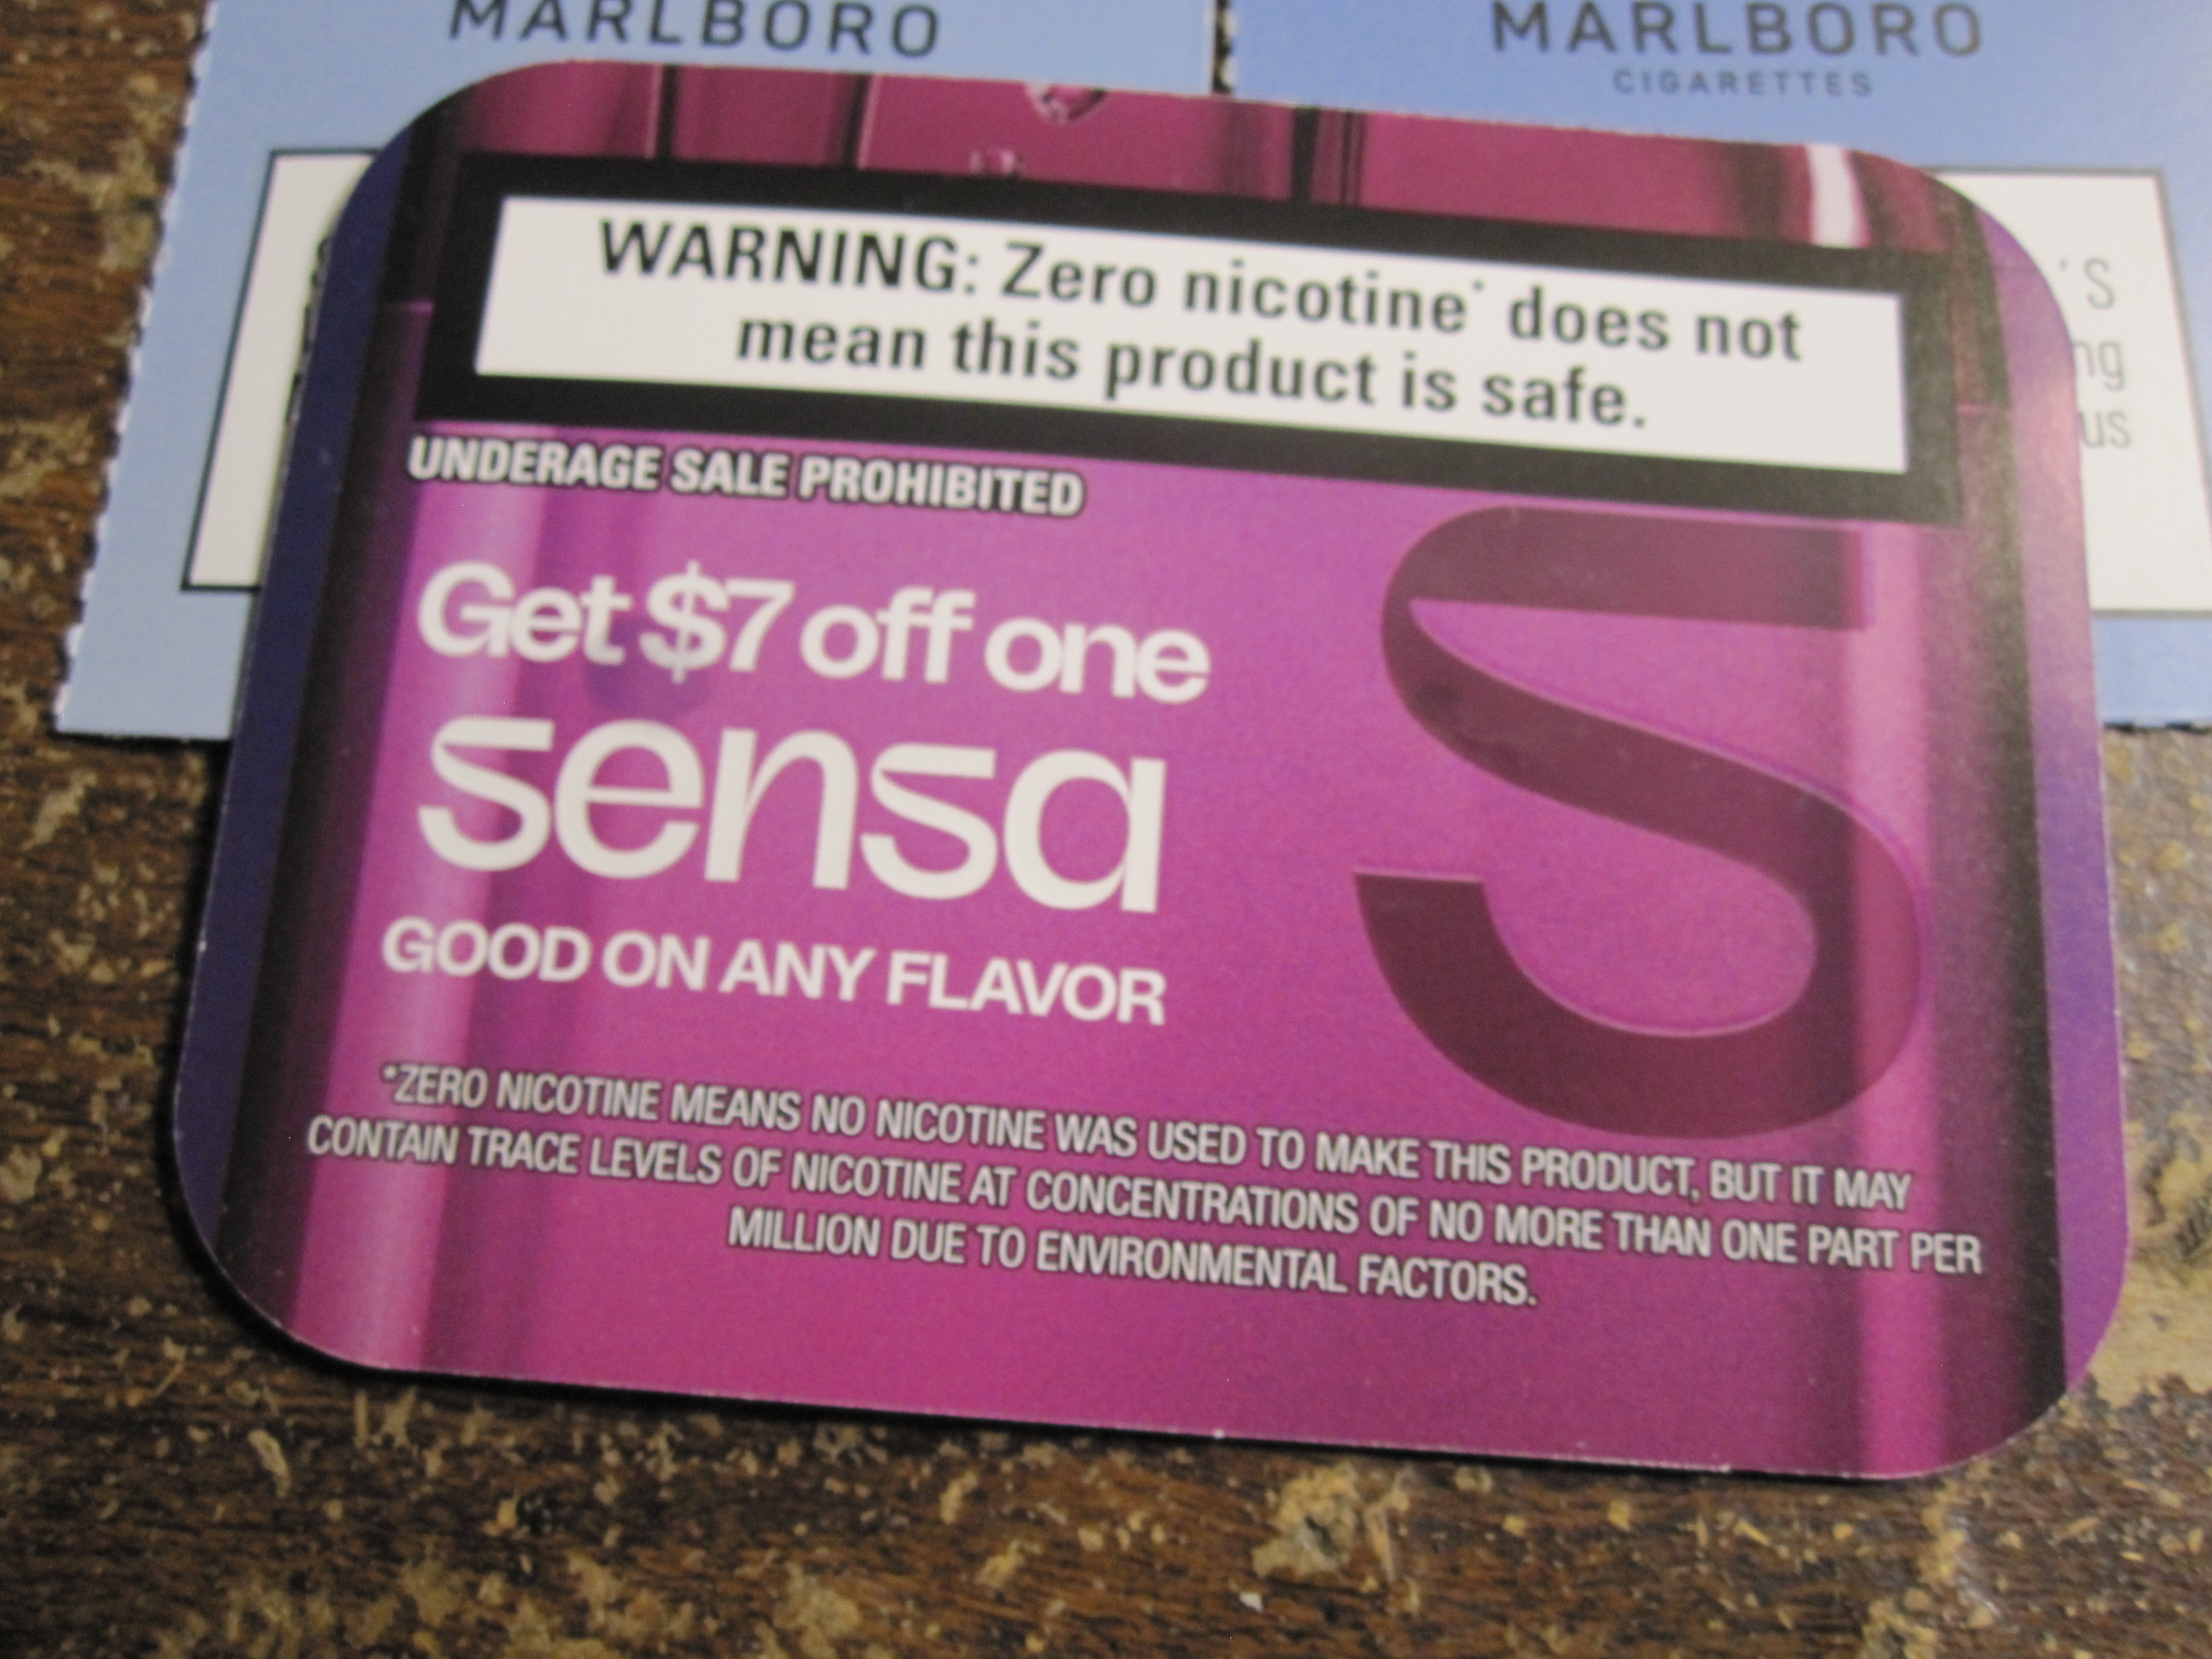 MARLBORO
MARLBORO
CIGARETTES
WARNING: Zero nicotine* does not
mean this product is safe.
'S
ng
us
UNDERAGE SALE PROHIBITED
Get $7 off one
sensa
GOOD ON ANY FLAVOR
S
*ZERO NICOTINE MEANS NO NICOTINE WAS USED TO MAKE THIS PRODUCT, BUT IT MAY
CONTAIN TRACE LEVELS OF NICOTINE AT CONCENTRATIONS OF NO MORE THAN ONE PART PER
MILLION DUE TO ENVIRONMENTAL FACTORS.